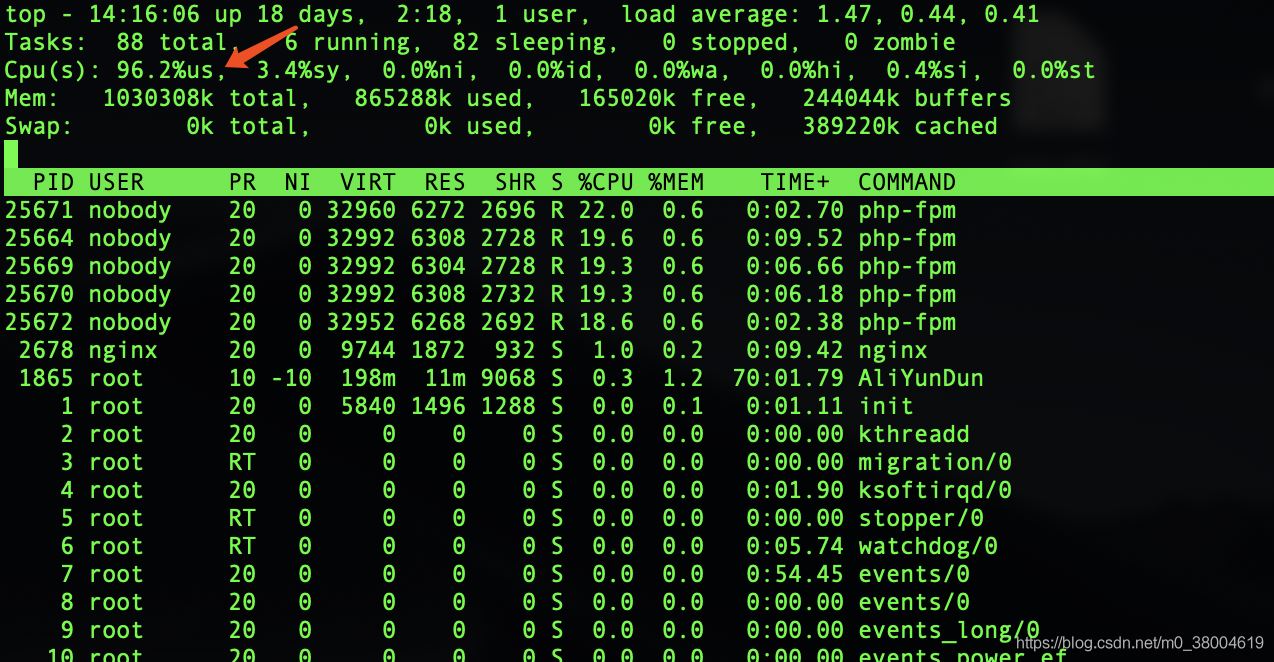 top - 14:16:06 up 18 days,  2:18,  1 user,  load average: 1.47, 0.44, 0.41
Tasks:  88 total,   6 running,  82 sleeping,   0 stopped,   0 zombie
Cpu(s): 96.2%us,  3.4%sy,  0.0%ni,  0.0%id,  0.0%wa,  0.0%hi,  0.4%si,  0.0%st
Mem:   1030308k total,   865288k used,   165020k free,   244044k buffers
Swap:        0k total,        0k used,        0k free,   389220k cached
  PID USER      PR  NI  VIRT  RES  SHR S %CPU %MEM    TIME+  COMMAND
25671 nobody    20   0 32960 6272 2696 R 22.0  0.6   0:02.70 php-fpm
25664 nobody    20   0 32992 6308 2728 R 19.6  0.6   0:09.52 php-fpm
25669 nobody    20   0 32992 6304 2728 R 19.3  0.6   0:06.66 php-fpm
25670 nobody    20   0 32992 6308 2732 R 19.3  0.6   0:06.18 php-fpm
25672 nobody    20   0 32952 6268 2692 R 18.6  0.6   0:02.38 php-fpm
 2678 nginx     20   0  9744 1872  932 S  1.0  0.2   0:09.42 nginx
 1865 root      10 -10  198m  11m 9068 S  0.3  1.2  70:01.79 AliYunDun
    1 root      20   0  5840 1496 1288 S  0.0  0.1   0:01.11 init
    2 root      20   0     0    0    0 S  0.0  0.0   0:00.00 kthreadd
    3 root      RT   0     0    0    0 S  0.0  0.0   0:00.00 migration/0
    4 root      20   0     0    0    0 S  0.0  0.0   0:01.90 ksoftirqd/0
    5 root      RT   0     0    0    0 S  0.0  0.0   0:00.00 stopper/0
    6 root      RT   0     0    0    0 S  0.0  0.0   0:05.74 watchdog/0
    7 root      20   0     0    0    0 S  0.0  0.0   0:54.45 events/0
    8 root      20   0     0    0    0 S  0.0  0.0   0:00.00 events/0
    9 root      20   0     0    0    0 S  0.0  0.0   0:00.00 events_long/0
   10 root      20   0     0    0    0 S  0.0  0.0   0:00.00 events_power_ef
https://blog.csdn.net/m0_38004619